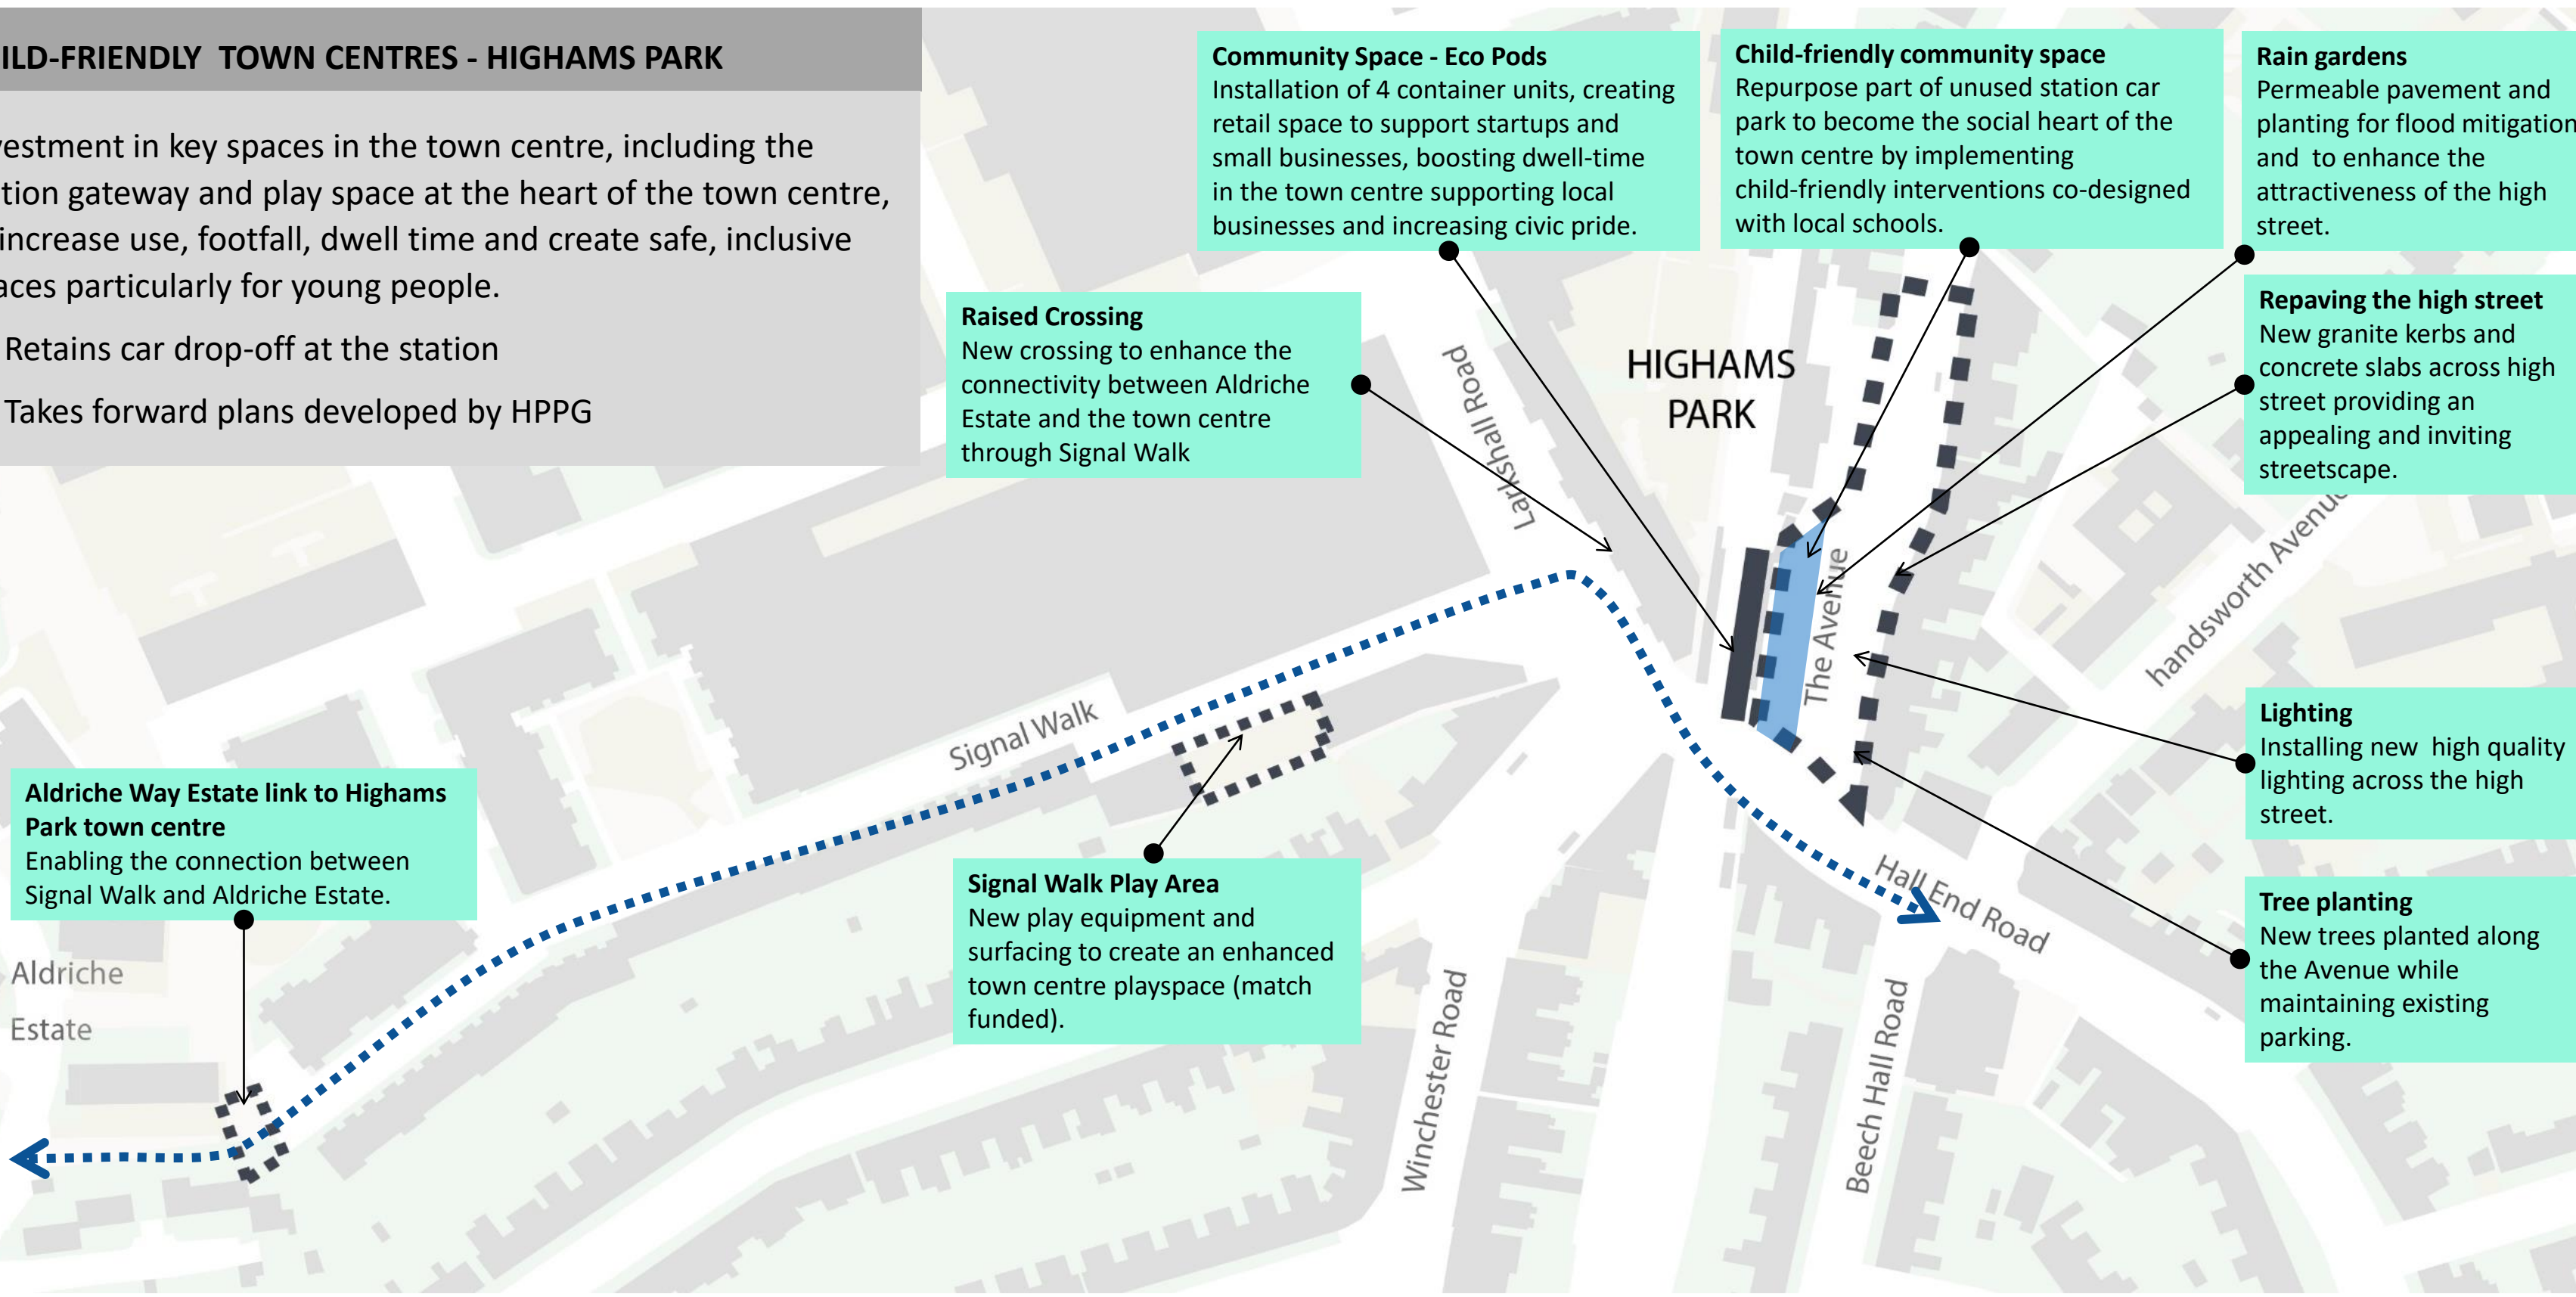 ILD-FRIENDLY TOWN CENTRES - HIGHAMS PARK
vestment in key spaces in the town centre, including the
tion gateway and play space at the heart of the town centre,
increase use, footfall, dwell time and create safe, inclusive
aces particularly for young people.
Retains car drop-off at the station
Takes forward plans developed by HPPG
Community Space - Eco Pods
Installation of 4 container units, creating
retail space to support startups and
small businesses, boosting dwell-time
in the town centre supporting local
businesses and increasing civic pride.
Child-friendly community space
Repurpose part of unused station car
park to become the social heart of the
town centre by implementing
child-friendly interventions co-designed
with local schools.
Rain gardens
Permeable pavement and
planting for flood mitigation
and to enhance the
attractiveness of the high
street.
Raised Crossing
New crossing to enhance the
connectivity between Aldriche
Estate and the town centre
through Signal Walk
Repaving the high street
New granite kerbs and
concrete slabs across high
street providing an
appealing and inviting
streetscape.
HIGHAMS
PARK
Larkshall Road
The Avenue
handsworth Avenue
Signal Walk
Lighting
Installing new high quality
lighting across the high
street.
Aldriche Way Estate link to Highams
Park town centre
Enabling the connection between
Signal Walk and Aldriche Estate.
Signal Walk Play Area
New play equipment and
surfacing to create an enhanced
town centre playspace (match
funded).
Tree planting
New trees planted along
the Avenue while
maintaining existing
parking.
Hall End Road
Aldriche
Estate
Winchester Road
Beech Hall Road